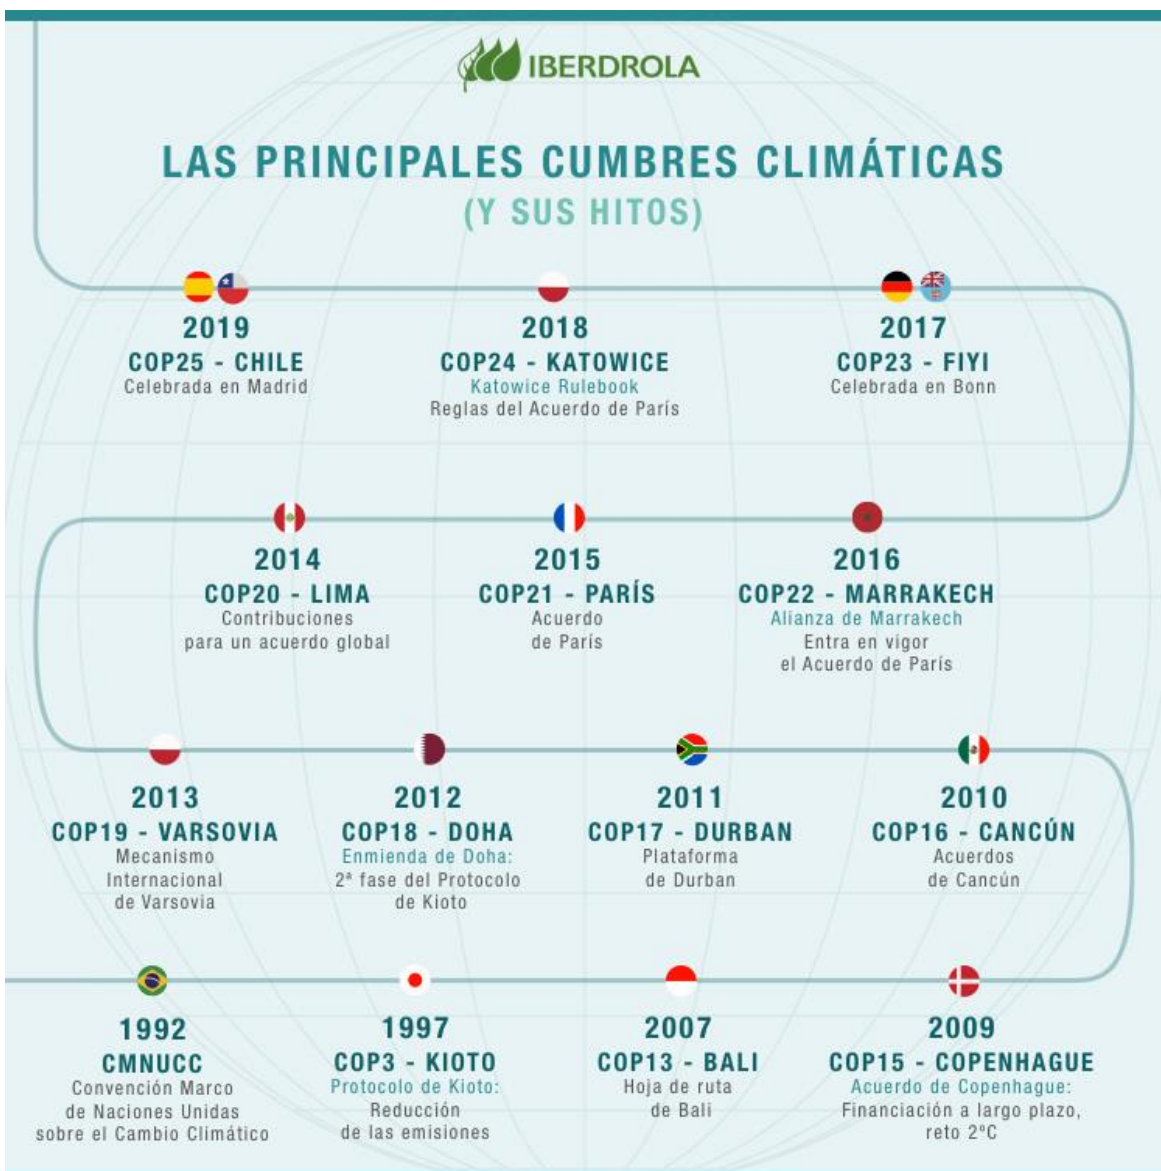 IBERDROLA
LAS PRINCIPALES CUMBRES CLIMÁTICAS
(Y SUS HITOS)
2019
COP25 - CHILE
Celebrada en Madrid
2018
COP24 - KATOWICE
Katowice Rulebook
Reglas del Acuerdo de París
2017
COP23 - FIYI
Celebrada en Bonn
2014
COP20 - LIMA
Contribuciones
para un acuerdo global
2015
COP21 - PARÍS
Acuerdo
de París
2016
COP22 - MARRAKECH
Alianza de Marrakech
Entra en vigor
el Acuerdo de París
2013
COP19 - VARSOVIA
Mecanismo
Internacional
de Varsovia
2012
COP18 - DOHA
Enmienda de Doha:
2ª fase del Protocolo
de Kioto
2011
COP17 - DURBAN
Plataforma
de Durban
2010
COP16 - CANCÚN
Acuerdos
de Cancún
1992
CMNUCC
Convención Marco
de Naciones Unidas
sobre el Cambio Climático
1997
COP3 - KIOTO
Protocolo de Kioto:
Reducción
de las emisiones
2007
COP13 - BALI
Hoja de ruta
de Bali
2009
COP15 - COPENHAGUE
Acuerdo de Copenhague:
Financiación a largo plazo,
reto 2ºC